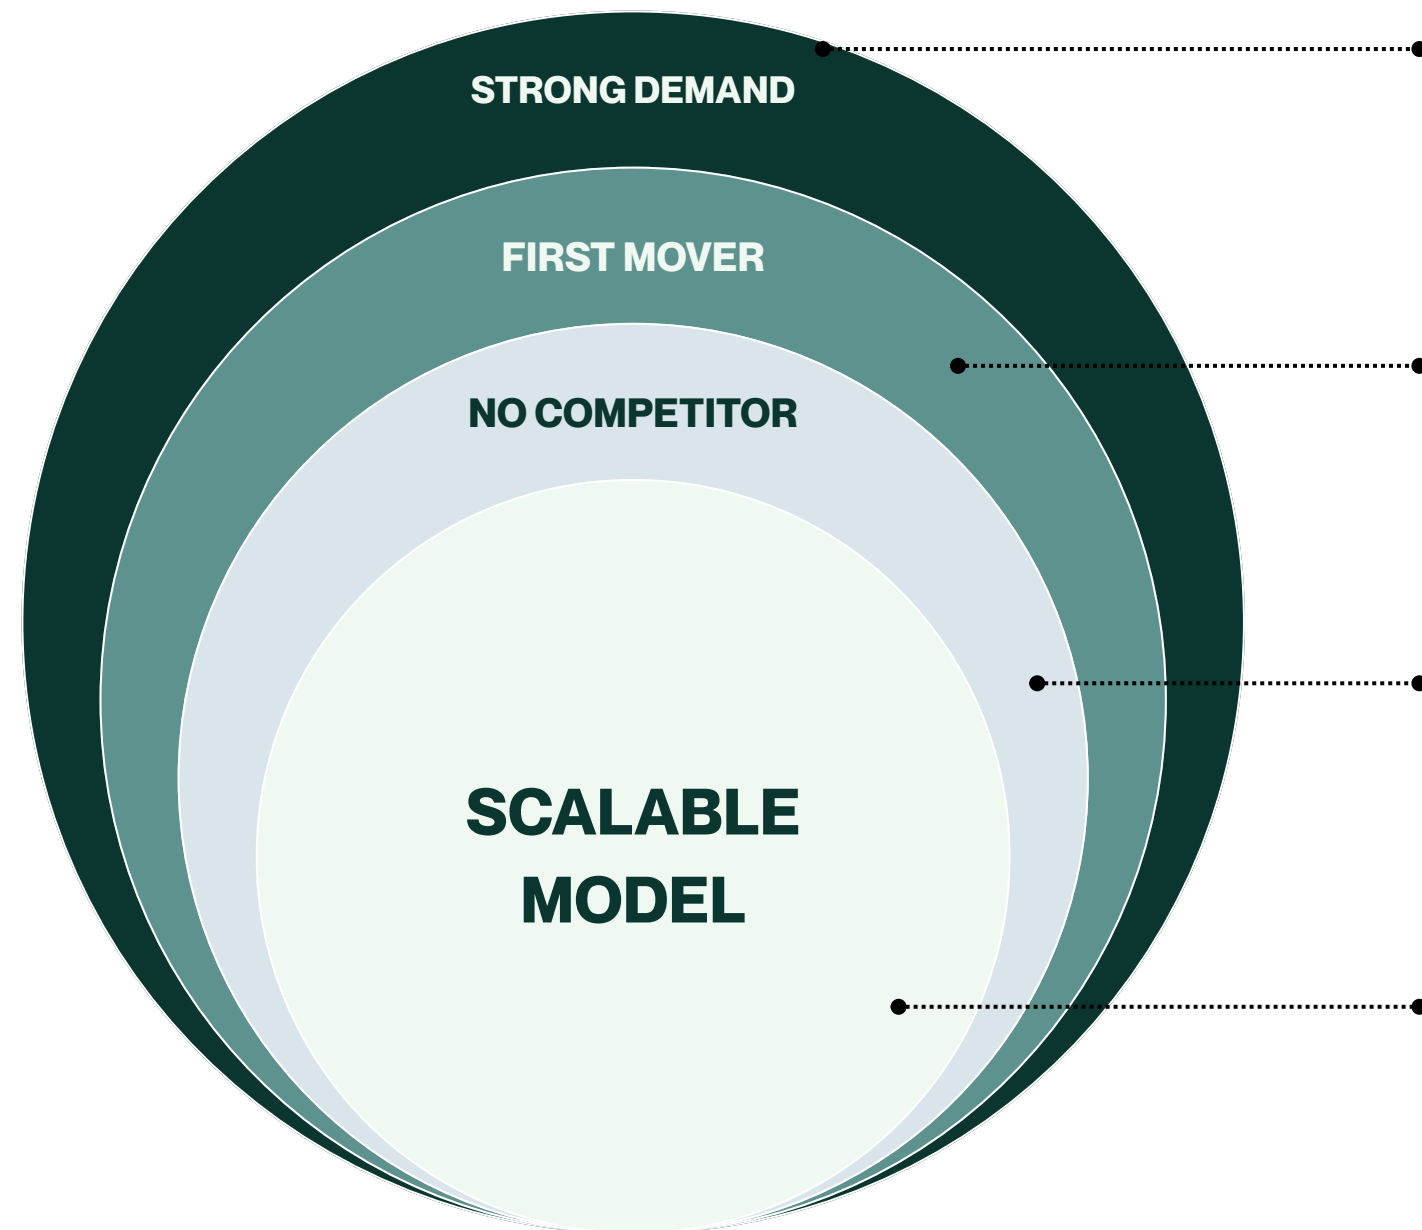 STRONG DEMAND
FIRST MOVER
NO COMPETITOR
SCALABLE
MODEL